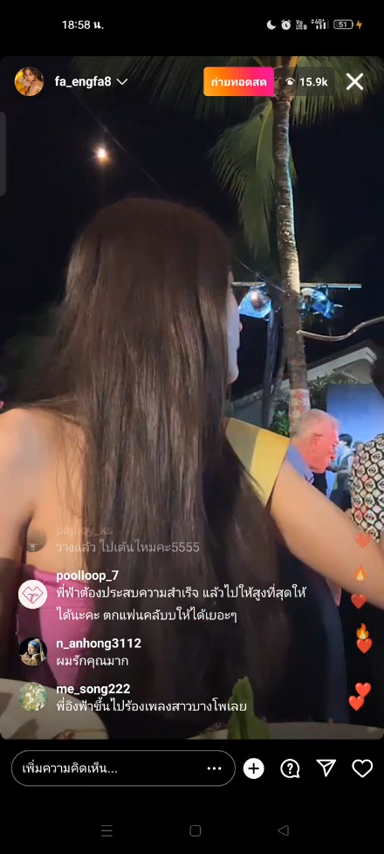 18:58 น.
51
fa_engfa8
ถ่ายทอดสด
15.9k
papjoy_ks
วางแล้ว ไปเต้นไหมคะ5555
poolloop_7
พี่ฟ้าต้องประสบความสำเร็จ แล้วไปให้สูงที่สุดให้
ได้นะคะ ตกแฟนคลับบให้ได้เยอะๆ
n_anhong3112
ผมรักคุณมาก
me_song222
พี่อิงฟ้าขึ้นไปร้องเพลงสาวบางโพเลย
เพิ่มความคิดเห็น...